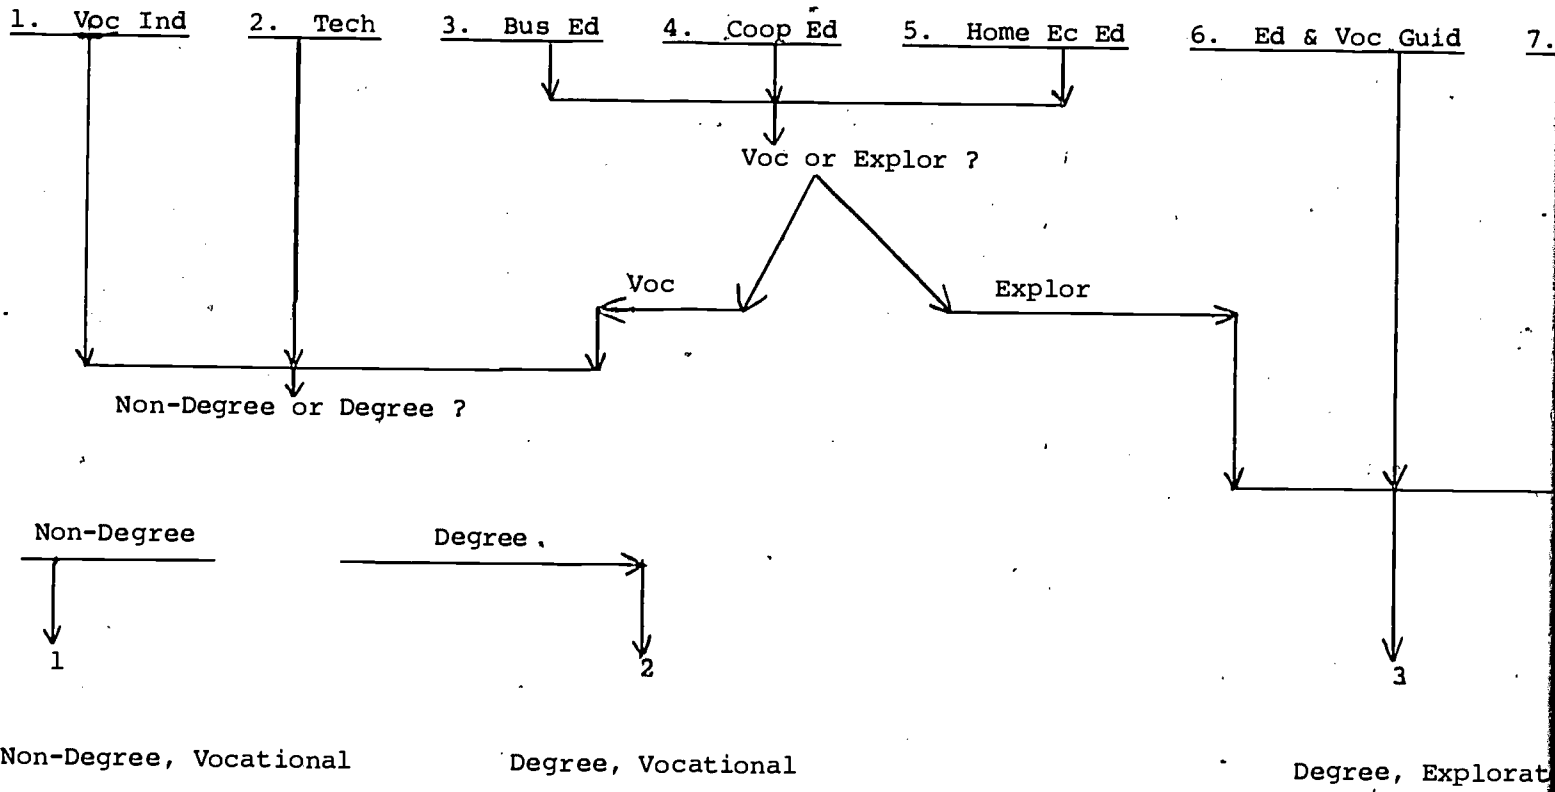 1. Voc Ind 2. Tech 3. Bus Ed 4. Coop Ed 5. Home Ec Ed 6. Ed & Voc Guid 7.
Voc or Explor ?
Voc Explor
Non-Degree or Degree ?
Non-Degree Degree
1 2 3
Non-Degree, Vocational Degree, Vocational Degree, Explorat